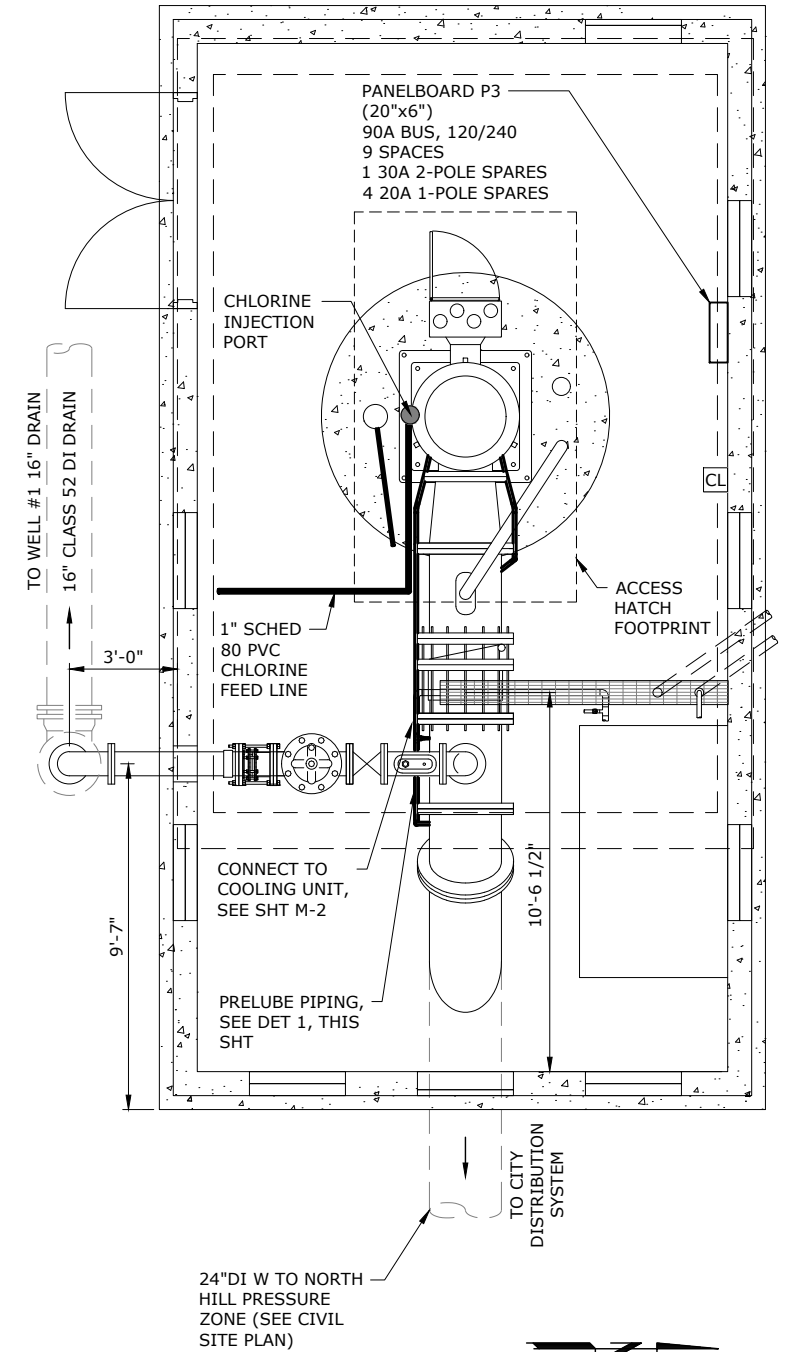 PANELBOARD P3
(20"x6")
90A BUS, 120/240
9 SPACES
1 30A 2-POLE SPARES
4 20A 1-POLE SPARES
CHLORINE
INJECTION
PORT
TO WELL #1 16" DRAIN
16" CLASS 52 DI DRAIN
CL
3'-0"
1" SCHED
80 PVC
CHLORINE
FEED LINE
ACCESS
HATCH
FOOTPRINT
CONNECT TO
COOLING UNIT,
SEE SHT M-2
9'-7"
10'-6 1/2"
PRELUBE PIPING,
SEE DET 1, THIS
SHT
TO CITY
DISTRIBUTION
SYSTEM
24"DI W TO NORTH
HILL PRESSURE
ZONE (SEE CIVIL
SITE PLAN)